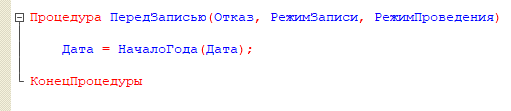 Процедура ПередЗаписью(Отказ, РежимЗаписи, РежимПроведения)
Дата = НачалоГода(Дата);
КонецПроцедуры